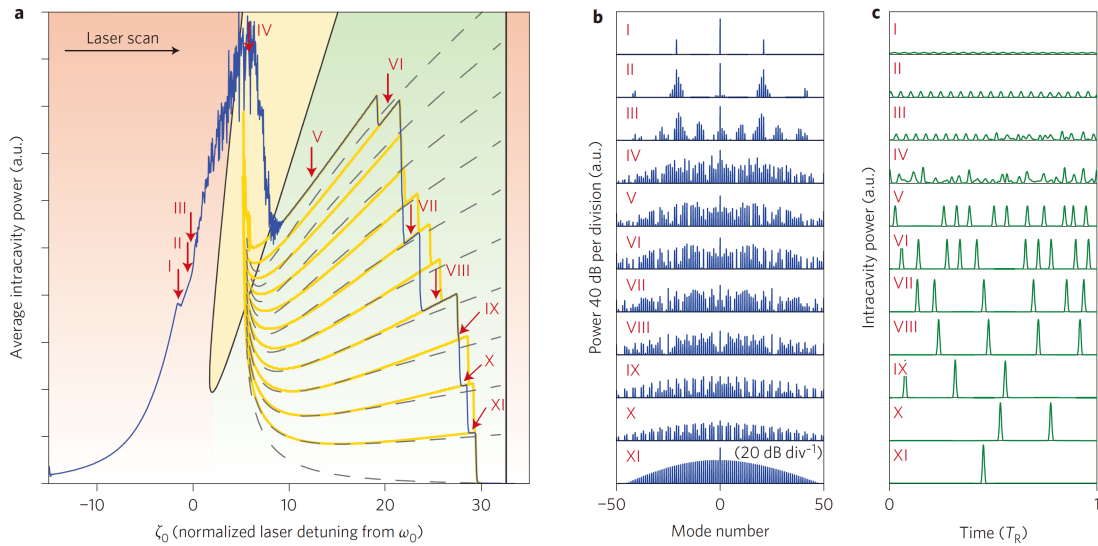 a
Laser scan
I
II
III
IV
V
VI
VII
VIII
IX
X
XI
Average intracavity power (a.u.)
−10
0
10
20
30
ζ0 (normalized laser detuning from ω0)
b
I
II
III
IV
V
VI
VII
VIII
IX
X
XI
(20 dB div⁻¹)
Power 40 dB per division (a.u.)
−50
0
50
Mode number
c
I
II
III
IV
V
VI
VII
VIII
IX
X
XI
Intracavity power (a.u.)
0
1
Time (TR)